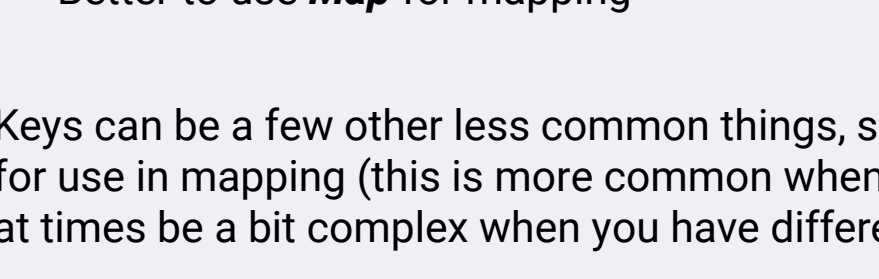 Better to use Map for mapping
Keys can be a few other less common things, s
for use in mapping (this is more common when
at times be a bit complex when you have differe